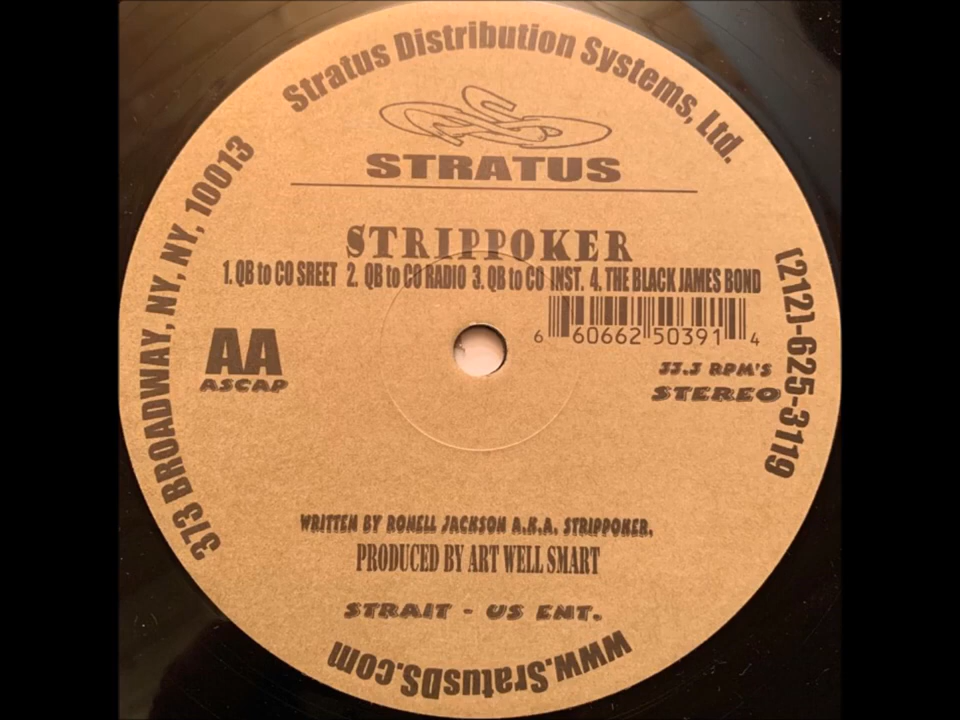 Stratus Distribution Systems, Ltd.
STRATUS
373 BROADWAY, NY, NY, 10013
(212)-625-3119
STRIPPOKER
1. QB to CO SREET 2. QB to CO RADIO 3. QB to CO INST. 4. THE BLACK JAMES BOND
6 60662 50391 4
AA
ASCAP
33.3 RPM'S
STEREO
WRITTEN BY RONELL JACKSON A.K.A. STRIPPOKER.
PRODUCED BY ART WELL SMART
STRAIT - US ENT.
www.SratusDS.com